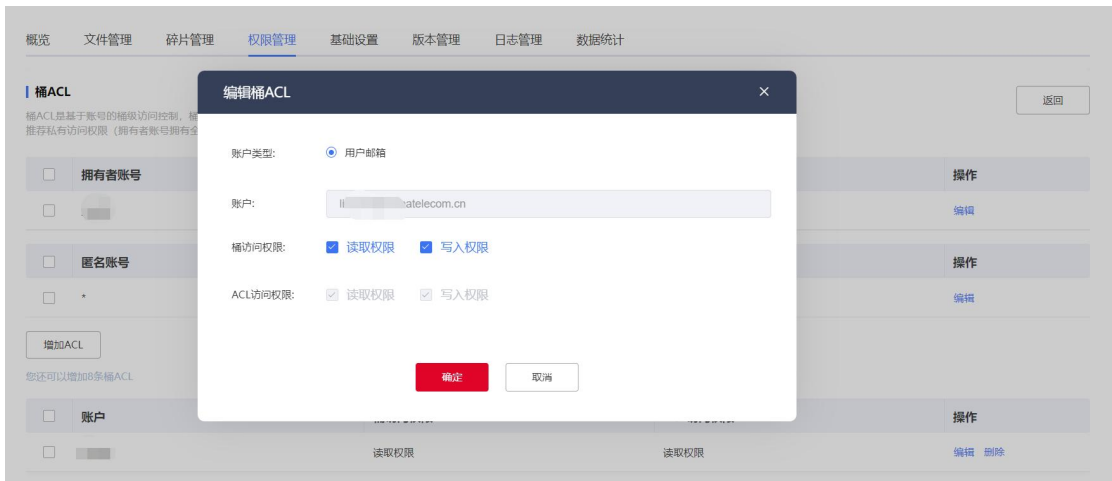 概览 文件管理 碎片管理 权限管理 基础设置 版本管理 日志管理 数据统计
桶ACL
返回
桶ACL是基于账号的桶级访问控制，桶
推荐私有访问权限（拥有者账号拥有全
编辑桶ACL
账户类型: 用户邮箱
账户: li atelecom.cn
桶访问权限: 读取权限 写入权限
ACL访问权限: 读取权限 写入权限
确定 取消
拥有者账号 操作
编辑
匿名账号 操作
* 编辑
增加ACL
您还可以增加8条桶ACL
账户 操作
读取权限 读取权限 编辑 删除